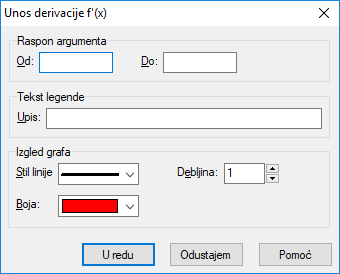 Unos derivacije f'(x)
Raspon argumenta
Od: Do:
Tekst legende
Upis:
Izgled grafa
Stil linije Debljina: 1
Boja:
U redu Odustajem Pomoć